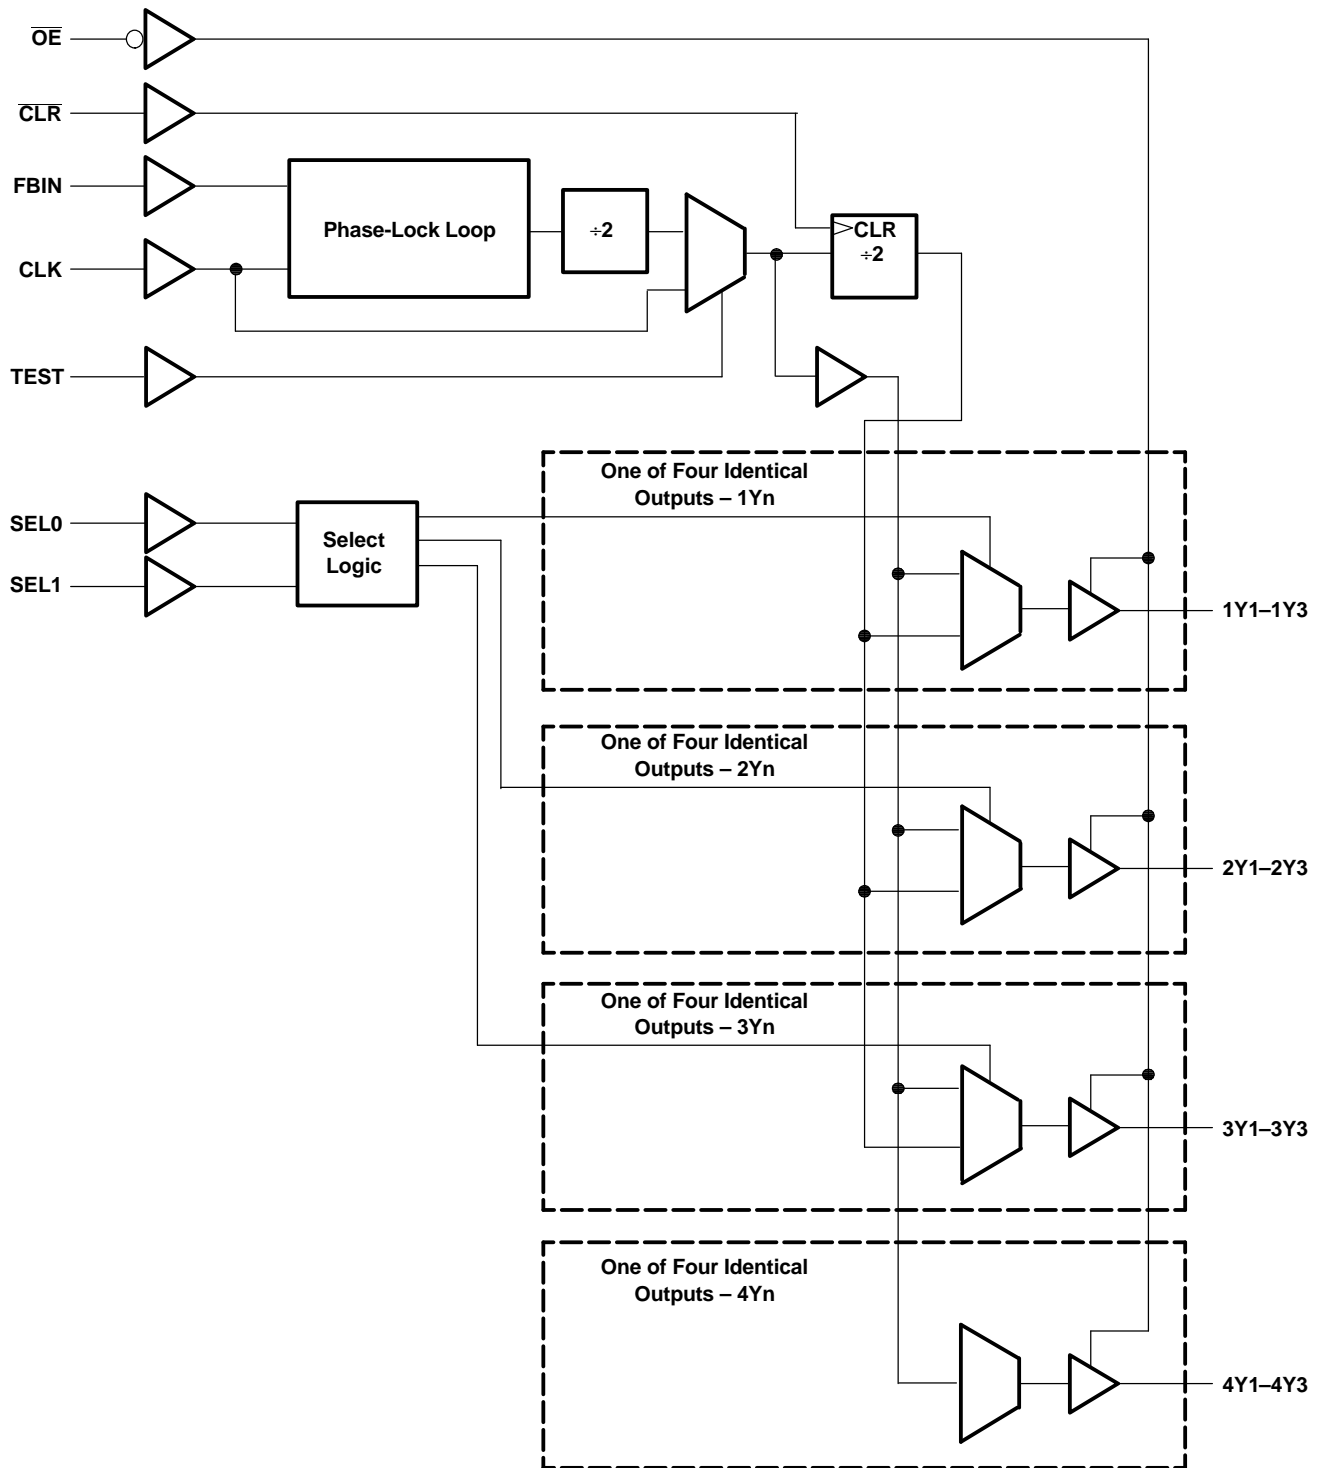 OE
CLR
FBIN
Phase-Lock Loop
÷2
CLR
÷2
CLK
TEST
One of Four Identical
Outputs – 1Yn
SEL0
Select
Logic
SEL1
1Y1–1Y3
One of Four Identical
Outputs – 2Yn
2Y1–2Y3
One of Four Identical
Outputs – 3Yn
3Y1–3Y3
One of Four Identical
Outputs – 4Yn
4Y1–4Y3